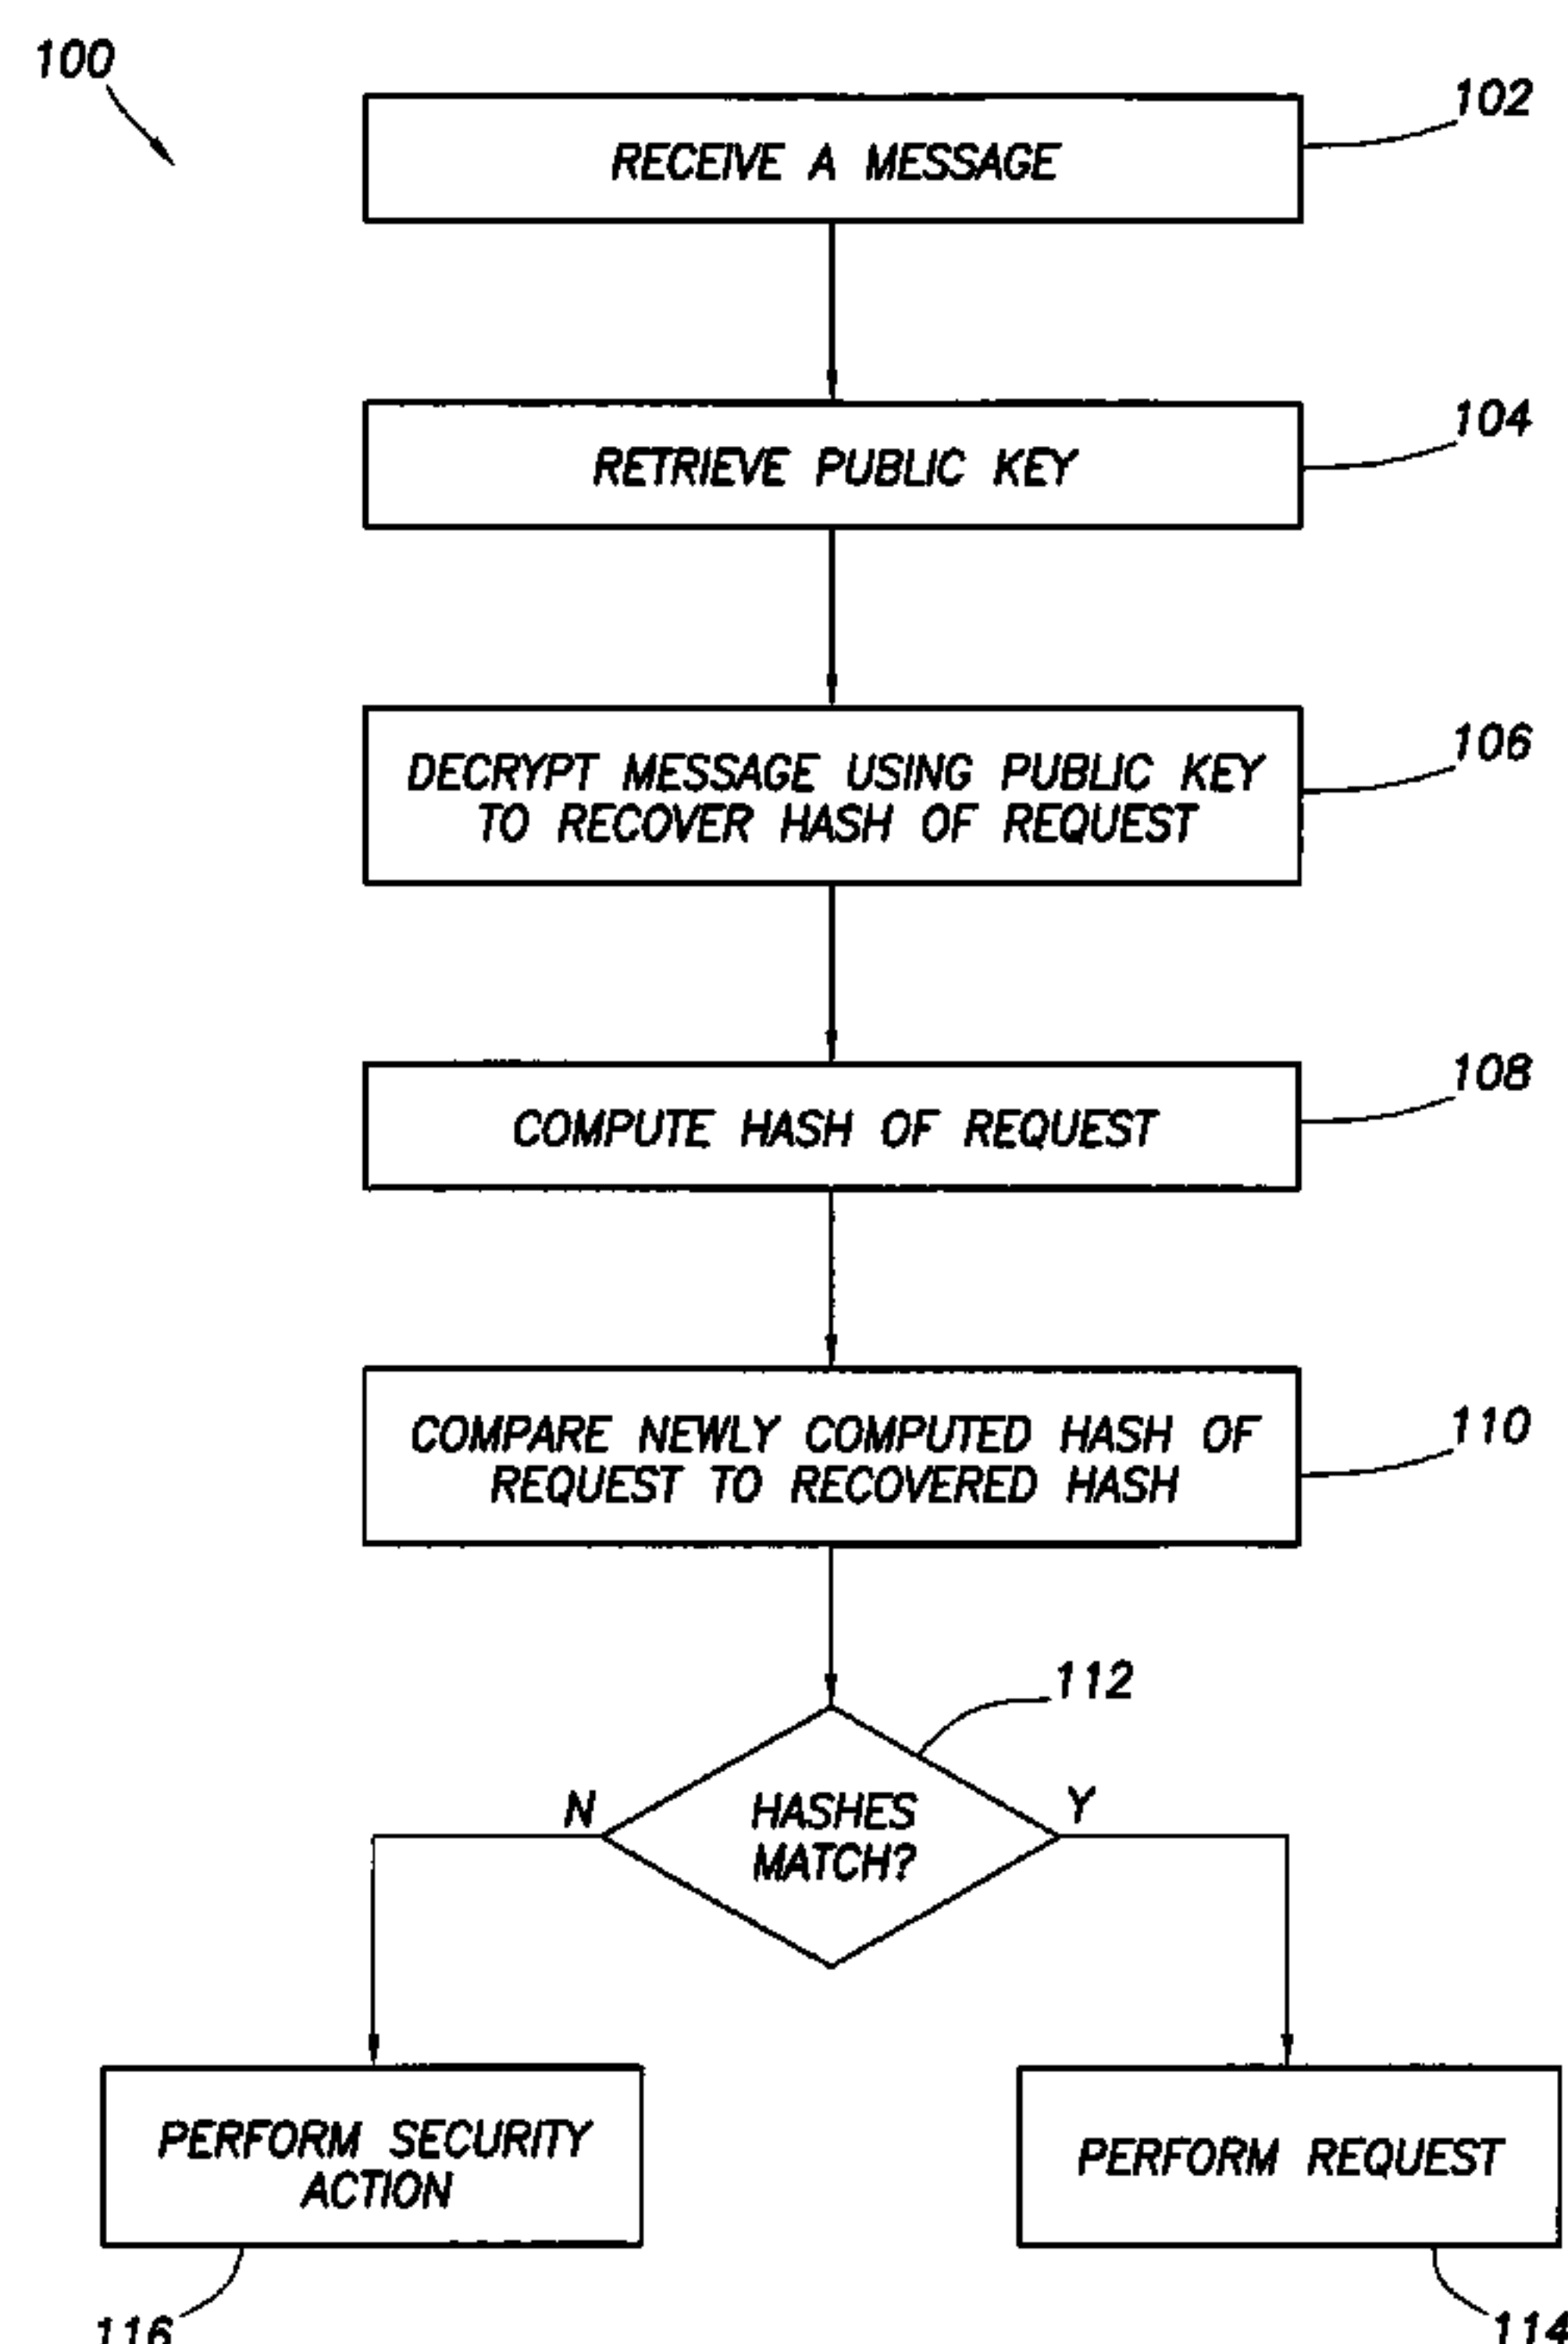 100
102
RECEIVE A MESSAGE
104
RETRIEVE PUBLIC KEY
106
DECRYPT MESSAGE USING PUBLIC KEY
TO RECOVER HASH OF REQUEST
108
COMPUTE HASH OF REQUEST
110
COMPARE NEWLY COMPUTED HASH OF
REQUEST TO RECOVERED HASH
112
N
HASHES
MATCH?
Y
PERFORM SECURITY
ACTION
PERFORM REQUEST
116
114